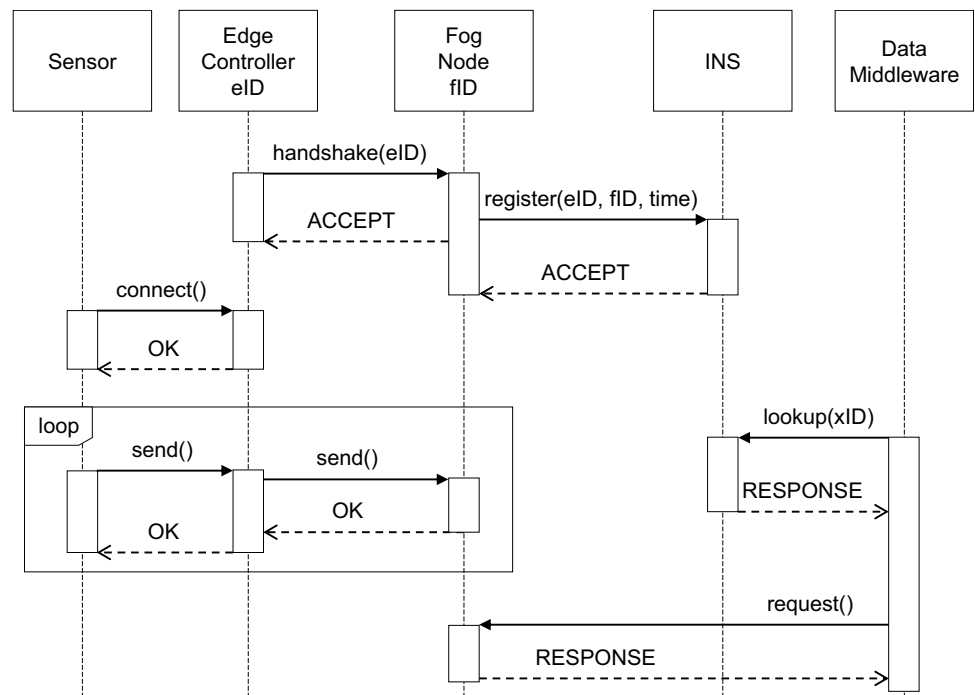 Sensor
Edge
Controller
eID
Fog
Node
fID
INS
Data
Middleware
handshake(eID)
register(eID, fID, time)
ACCEPT
ACCEPT
connect()
OK
loop
lookup(xID)
send()
send()
RESPONSE
OK
OK
request()
RESPONSE